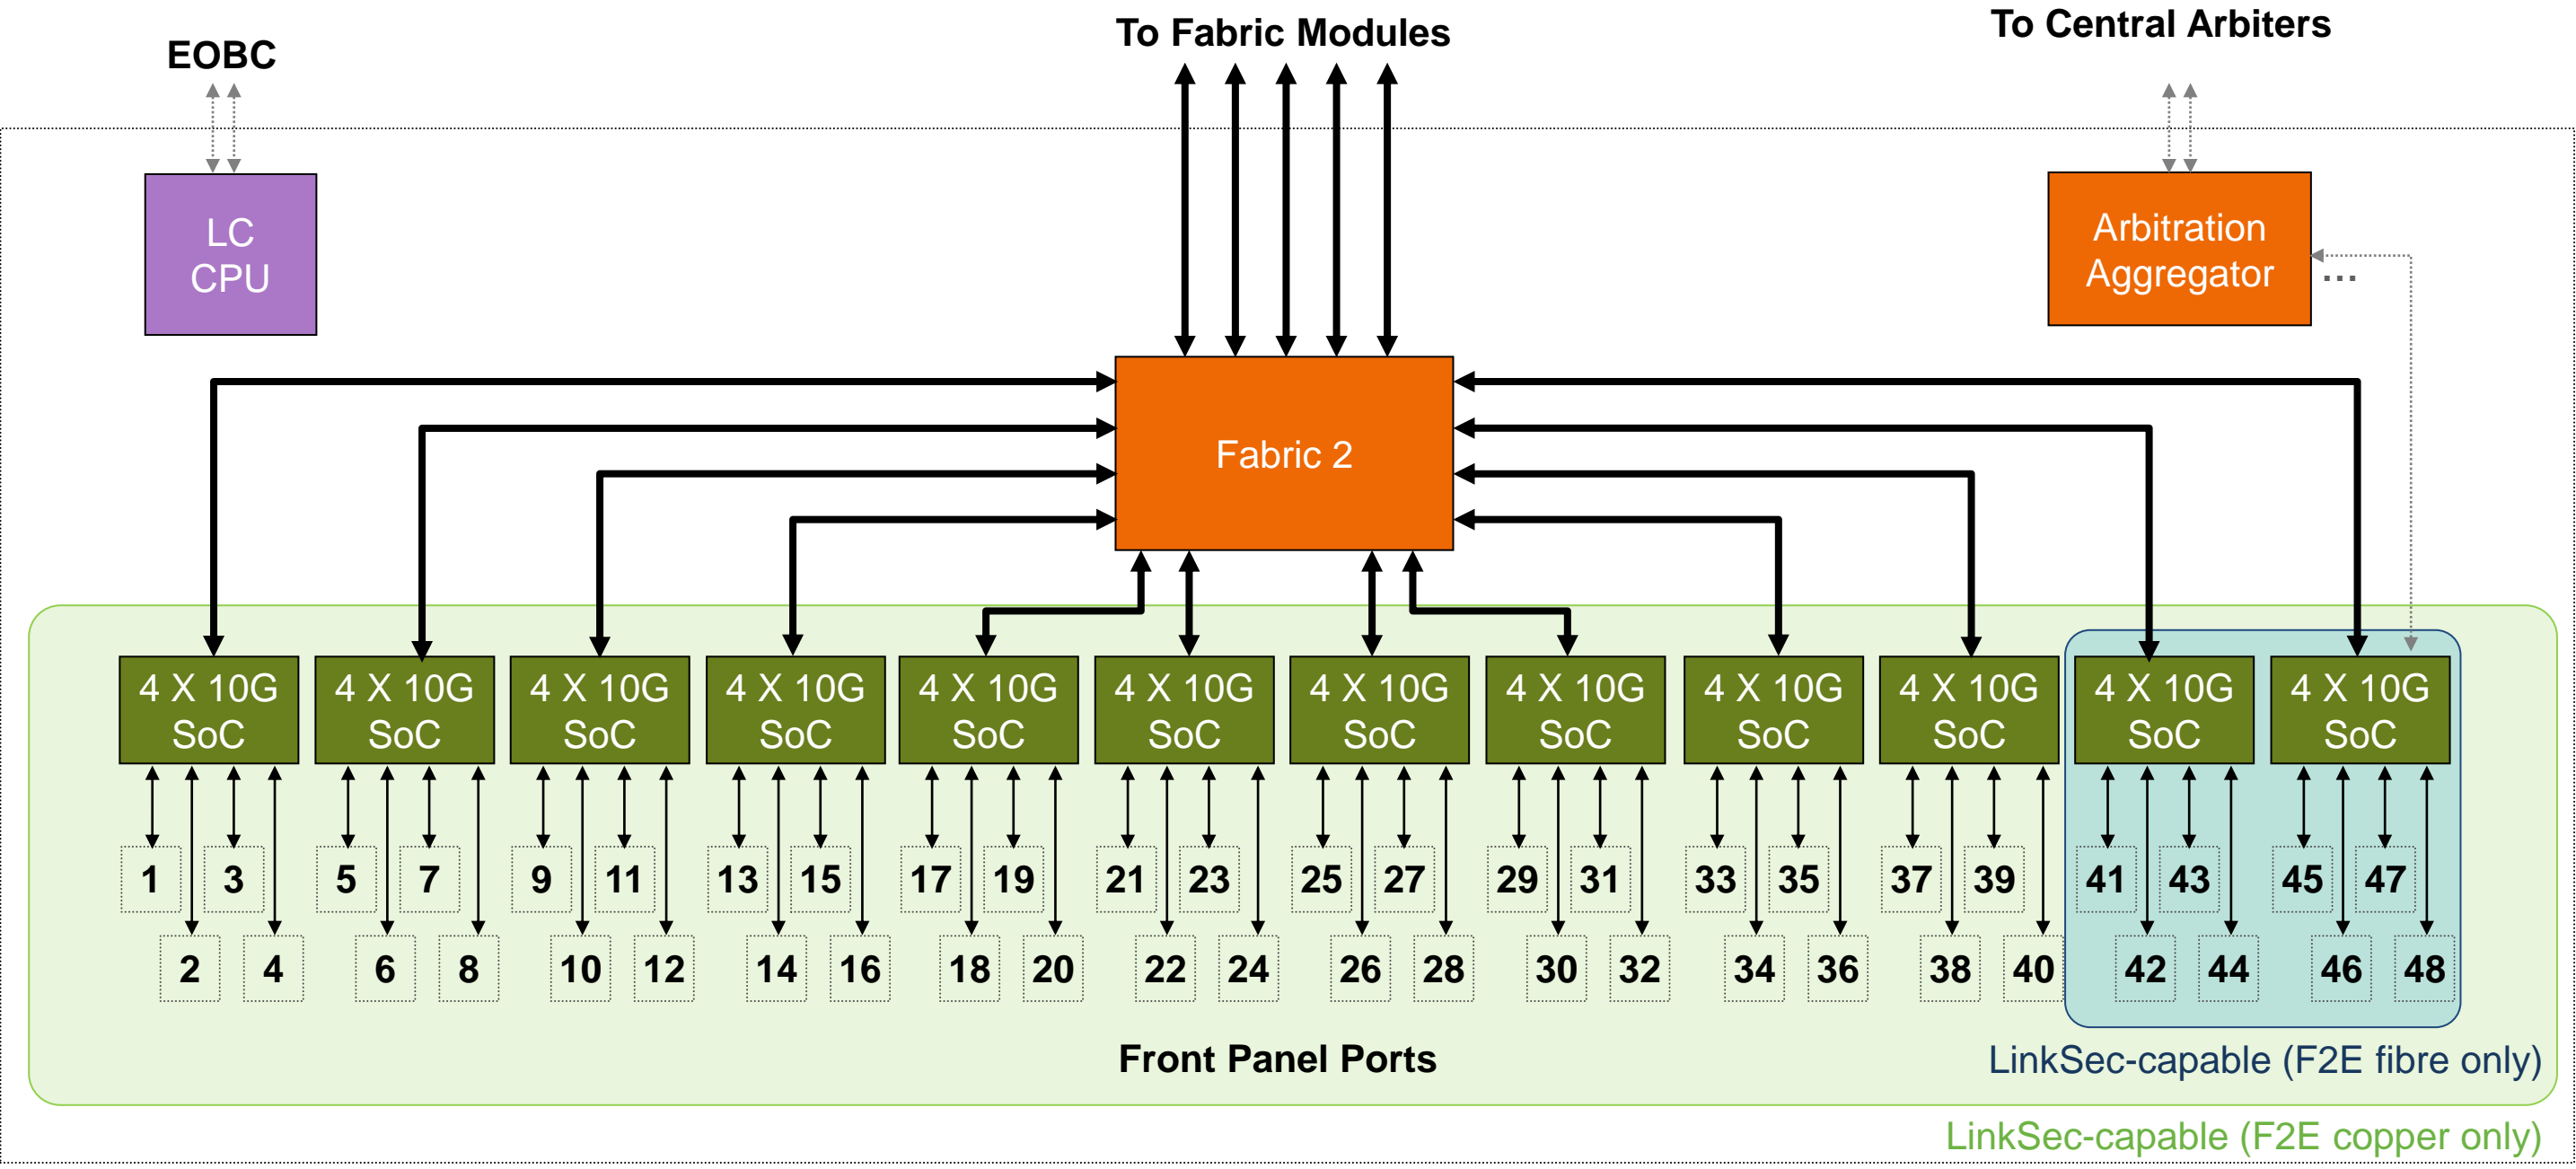 EOBC
To Fabric Modules
To Central Arbiters
LC
CPU
Arbitration
Aggregator
...
Fabric 2
4 X 10G
SoC
4 X 10G
SoC
4 X 10G
SoC
4 X 10G
SoC
4 X 10G
SoC
4 X 10G
SoC
4 X 10G
SoC
4 X 10G
SoC
4 X 10G
SoC
4 X 10G
SoC
4 X 10G
SoC
4 X 10G
SoC
1 3 5 7 9 11 13 15 17 19 21 23 25 27 29 31 33 35 37 39 41 43 45 47
2 4 6 8 10 12 14 16 18 20 22 24 26 28 30 32 34 36 38 40 42 44 46 48
Front Panel Ports
LinkSec-capable (F2E fibre only)
LinkSec-capable (F2E copper only)